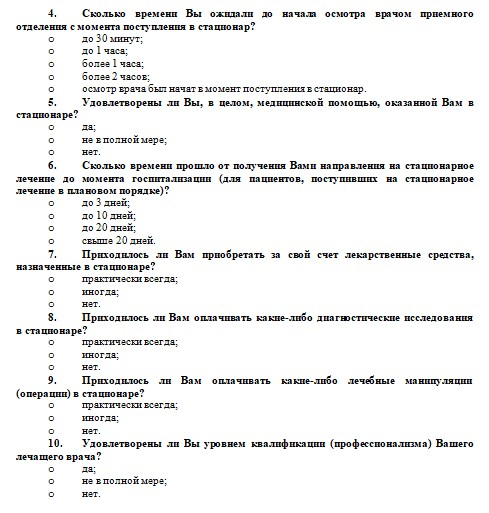 4. Сколько времени Вы ожидали до начала осмотра врачом приемного
отделения с момента поступления в стационар?
o до 30 минут;
o до 1 часа;
o более 1 часа;
o более 2 часов;
o осмотр врача был начат в момент поступления в стационар.
5. Удовлетворены ли Вы, в целом, медицинской помощью, оказанной Вам в
стационаре?
o да;
o не в полной мере;
o нет.
6. Сколько времени прошло от получения Вами направления на стационарное
лечение до момента госпитализации (для пациентов, поступивших на стационарное
лечение в плановом порядке)?
o до 3 дней;
o до 10 дней;
o до 20 дней;
o свыше 20 дней.
7. Приходилось ли Вам приобретать за свой счет лекарственные средства,
назначенные в стационаре?
o практически всегда;
o иногда;
o нет.
8. Приходилось ли Вам оплачивать какие-либо диагностические исследования
в стационаре?
o практически всегда;
o иногда;
o нет.
9. Приходилось ли Вам оплачивать какие-либо лечебные манипуляции
(операции) в стационаре?
o практически всегда;
o иногда;
o нет.
10. Удовлетворены ли Вы уровнем квалификации (профессионализма) Вашего
лечащего врача?
o да;
o не в полной мере;
o нет.